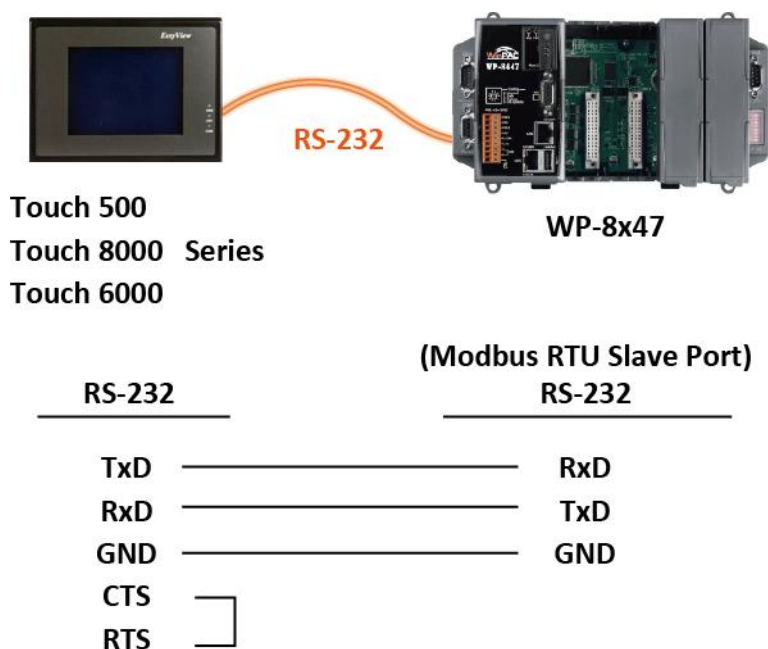 EasyView
WinPAC
WP-8447
RS-232
Touch 500
Touch 8000 Series
Touch 6000
WP-8x47
(Modbus RTU Slave Port)
RS-232 RS-232
TxD RxD
RxD TxD
GND GND
CTS
RTS